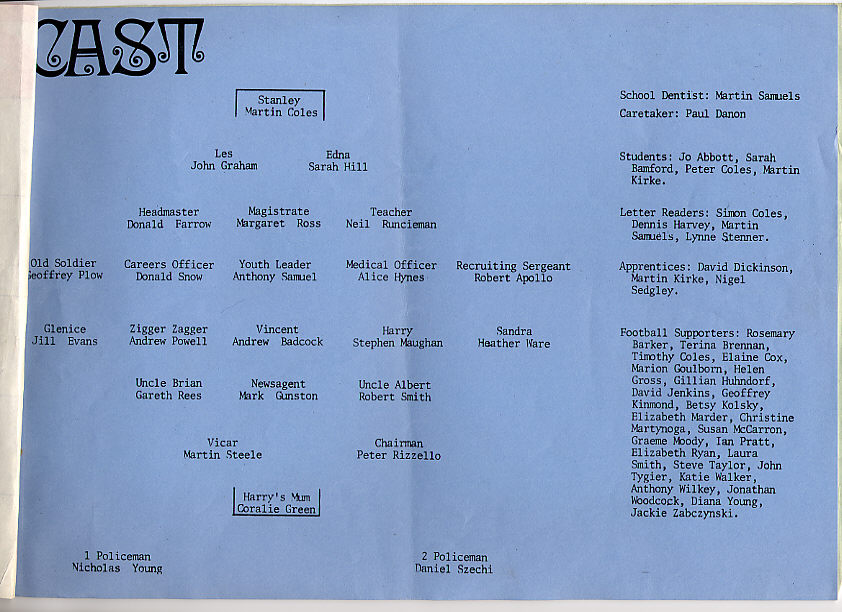 CAST
Stanley
Martin Coles
Les Edna
John Graham Sarah Hill
Headmaster Magistrate Teacher
Donald Farrow Margaret Ross Neil Runcieman
Old Soldier Careers Officer Youth Leader Medical Officer Recruiting Sergeant
Geoffrey Plow Donald Snow Anthony Samuel Alice Hynes Robert Apollo
Glenice Zigger Zagger Vincent Harry Sandra
Jill Evans Andrew Powell Andrew Badcock Stephen Maughan Heather Ware
Uncle Brian Newsagent Uncle Albert
Gareth Rees Mark Gunston Robert Smith
Vicar Chairman
Martin Steele Peter Rizzello
Harry's Mum
Coralie Green
1 Policeman 2 Policeman
Nicholas Young Daniel Szechi
School Dentist: Martin Samuels
Caretaker: Paul Danon
Students: Jo Abbott, Sarah
Bamford, Peter Coles, Martin
Kirke.
Letter Readers: Simon Coles,
Dennis Harvey, Martin
Samuels, Lynne Stenner.
Apprentices: David Dickinson,
Martin Kirke, Nigel
Sedgley.
Football Supporters: Rosemary
Barker, Terina Brennan,
Timothy Coles, Elaine Cox,
Marion Goulborn, Helen
Gross, Gillian Huhndorf,
David Jenkins, Geoffrey
Kinmond, Betsy Kolsky,
Elizabeth Marder, Christine
Martynoga, Susan McCarron,
Graeme Moody, Ian Pratt,
Elizabeth Ryan, Laura
Smith, Steve Taylor, John
Tygier, Katie Walker,
Anthony Wilkey, Jonathan
Woodcock, Diana Young,
Jackie Zabczynski.